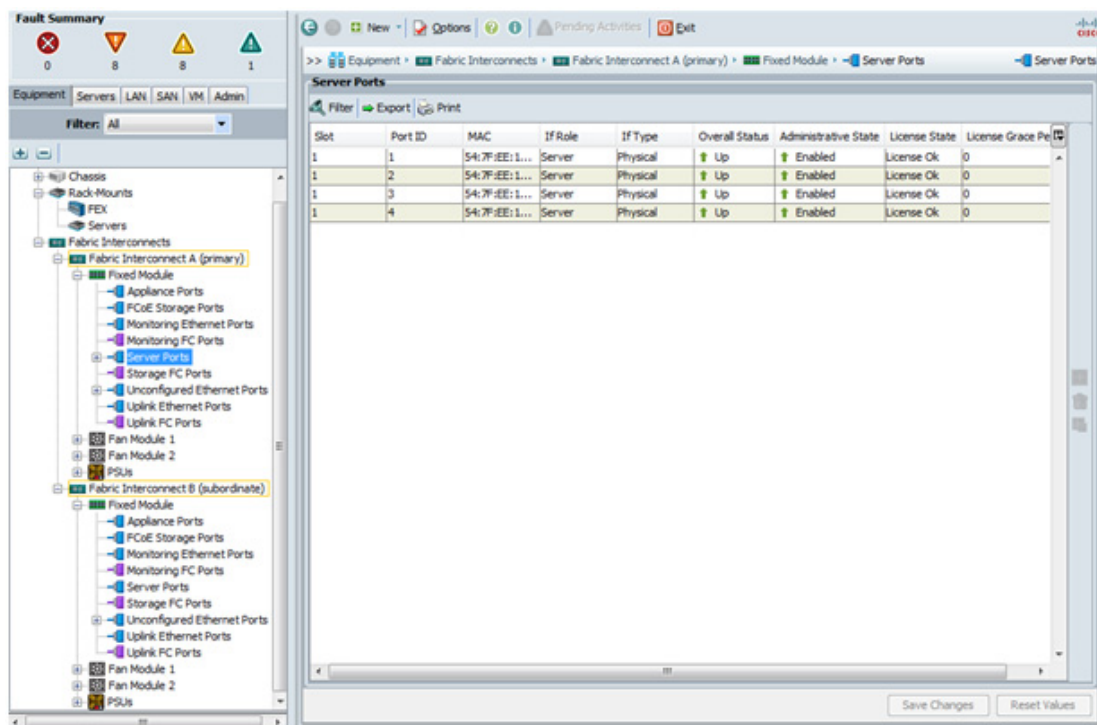 Fault Summary
0 8 8 1
Equipment Servers LAN SAN VM Admin
Filter: All
Chassis
Rack-Mounts
FEX
Servers
Fabric Interconnects
Fabric Interconnect A (primary)
Fixed Module
Appliance Ports
FCoE Storage Ports
Monitoring Ethernet Ports
Monitoring FC Ports
Server Ports
Storage FC Ports
Unconfigured Ethernet Ports
Uplink Ethernet Ports
Uplink FC Ports
Fan Module 1
Fan Module 2
PSUs
Fabric Interconnect B (subordinate)
Fixed Module
Appliance Ports
FCoE Storage Ports
Monitoring Ethernet Ports
Monitoring FC Ports
Server Ports
Storage FC Ports
Unconfigured Ethernet Ports
Uplink Ethernet Ports
Uplink FC Ports
Fan Module 1
Fan Module 2
PSUs
New Options Pending Activities Exit
>> Equipment Fabric Interconnects Fabric Interconnect A (primary) Fixed Module Server Ports Server Ports
Server Ports
Filter Export Print
Slot Port ID MAC If Role If Type Overall Status Administrative State License State License Grace Pe
1 1 54:7F:EE:1... Server Physical Up Enabled License Ok 0
1 2 54:7F:EE:1... Server Physical Up Enabled License Ok 0
1 3 54:7F:EE:1... Server Physical Up Enabled License Ok 0
1 4 54:7F:EE:1... Server Physical Up Enabled License Ok 0
Save Changes Reset Values